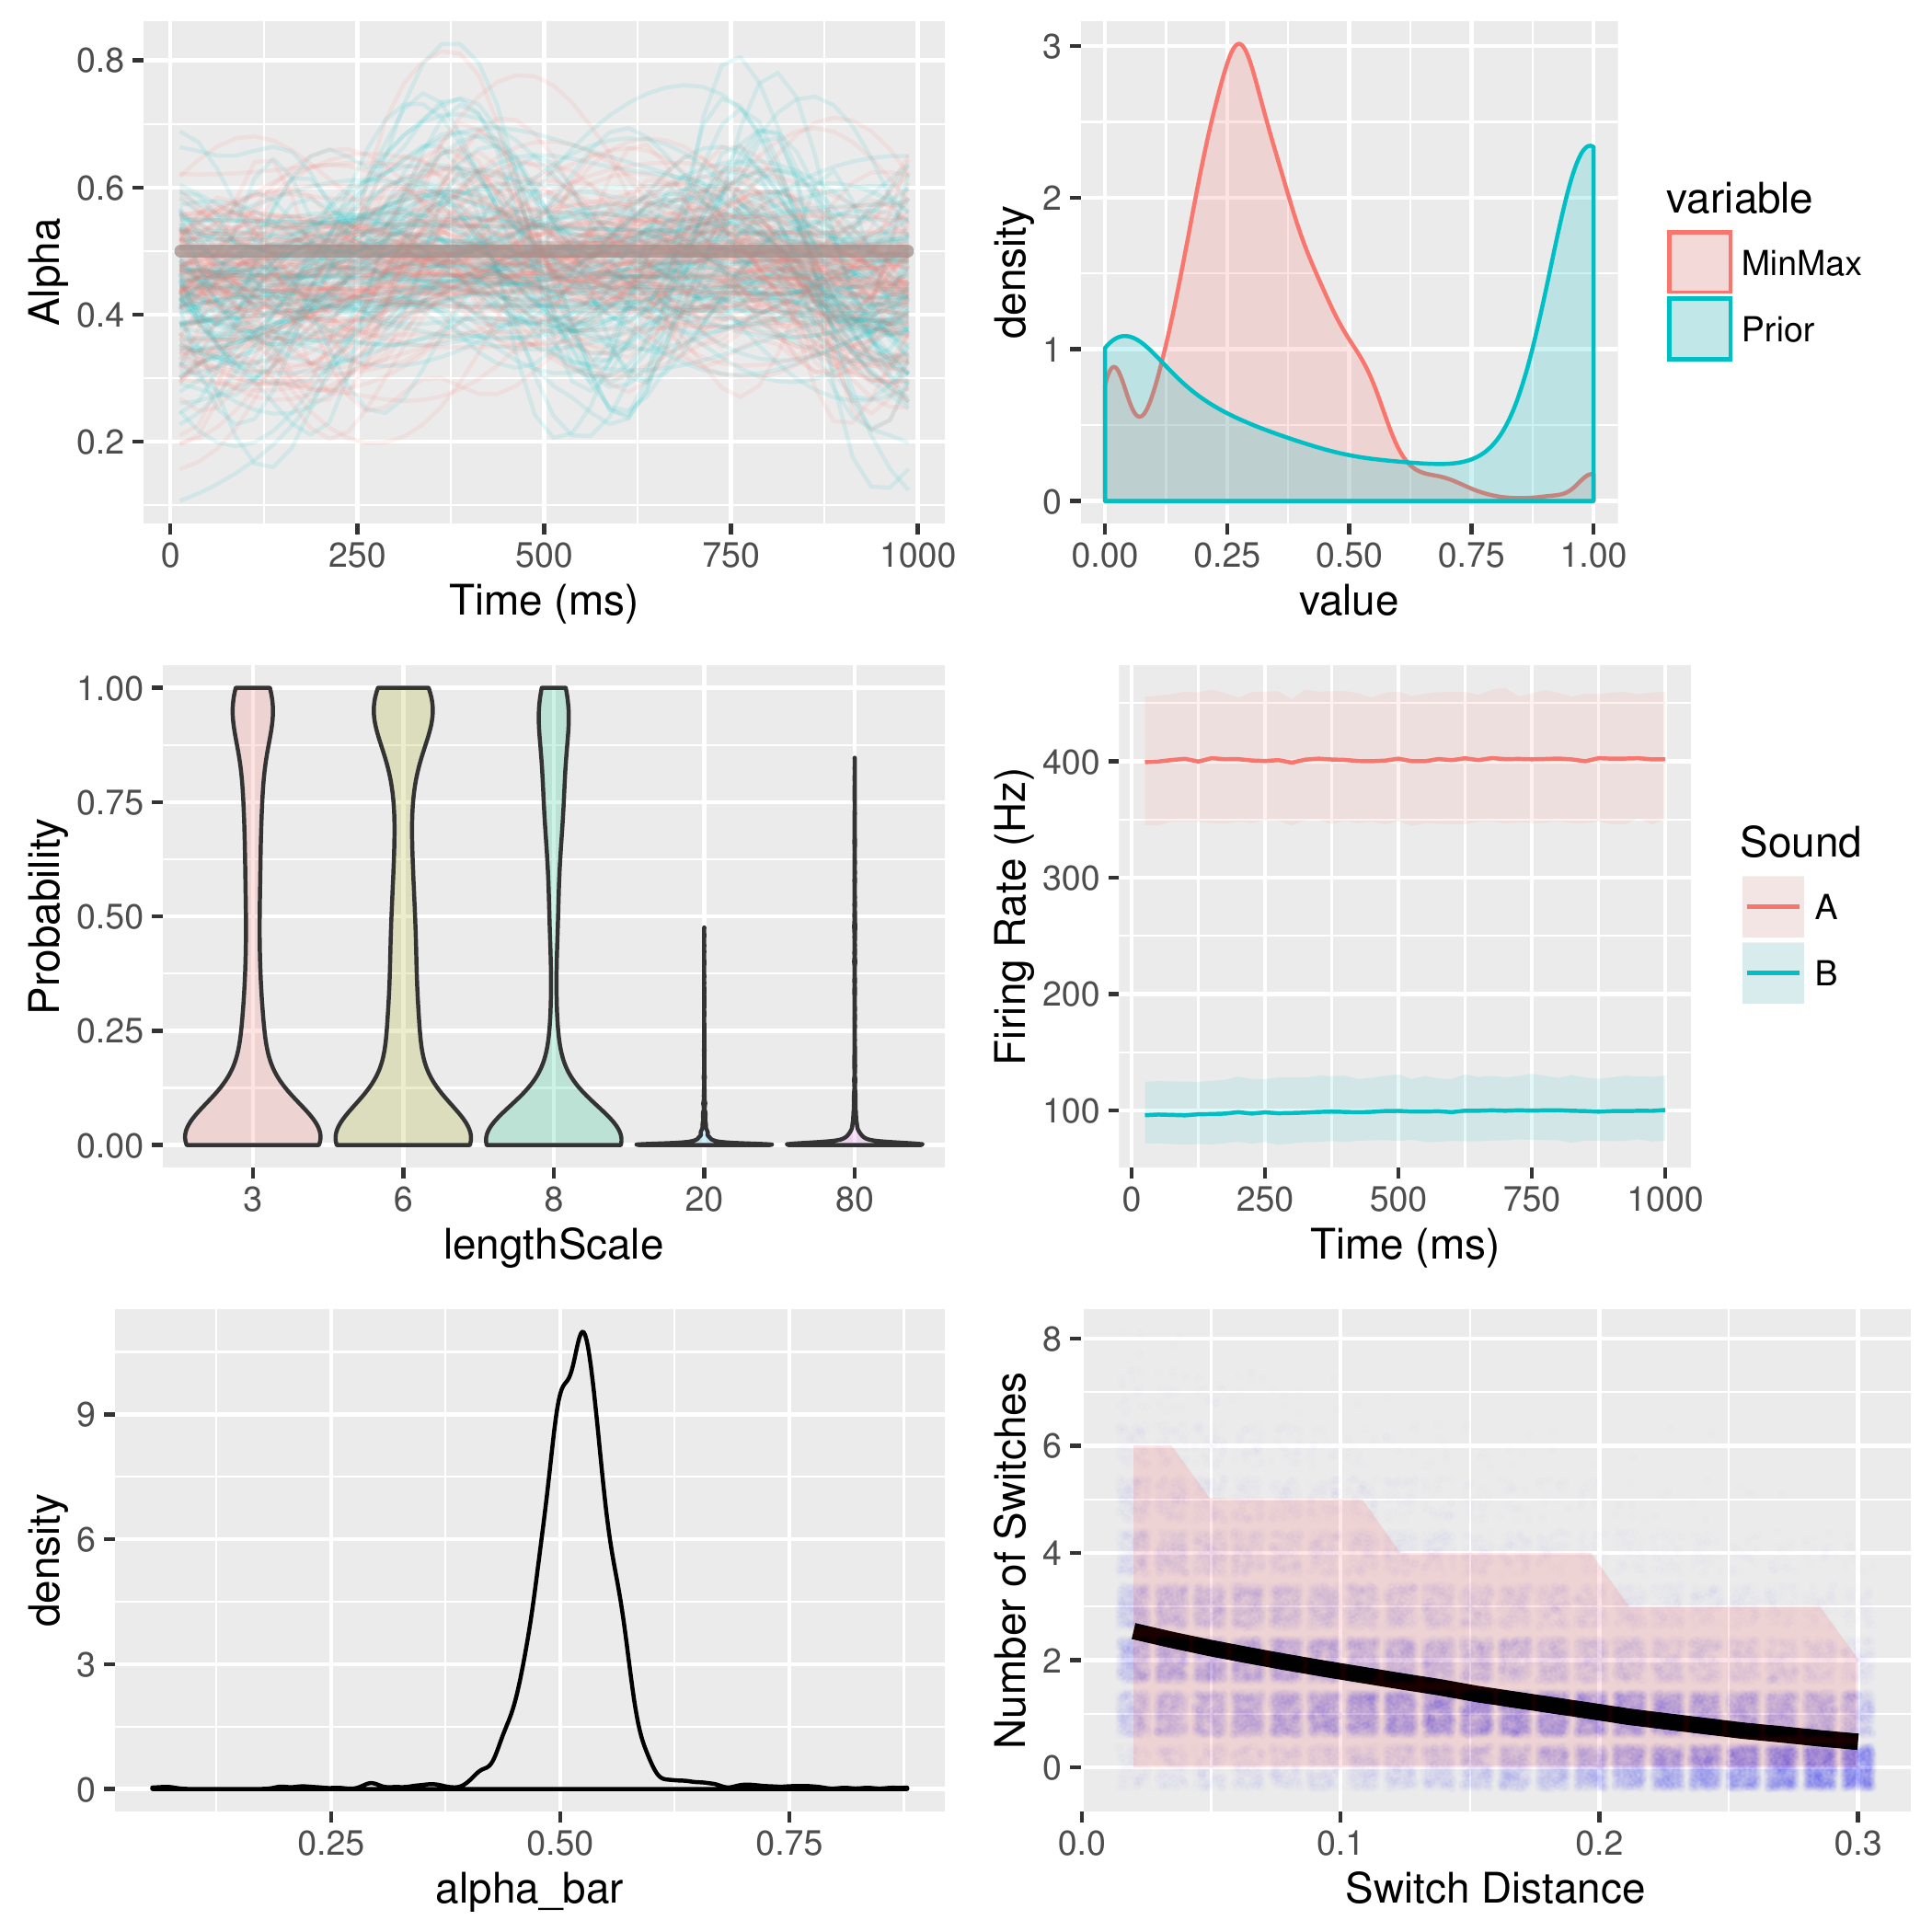 0.8
0.6
0.4
0.2
Alpha
0
250
500
750
1000
Time (ms)
3
2
1
0
density
0.00
0.25
0.50
0.75
1.00
value
variable
MinMax
Prior
1.00
0.75
0.50
0.25
0.00
Probability
3
6
8
20
80
lengthScale
400
300
200
100
Firing Rate (Hz)
0
250
500
750
1000
Time (ms)
Sound
A
B
9
6
3
0
density
0.25
0.50
0.75
alpha_bar
8
6
4
2
0
Number of Switches
0.0
0.1
0.2
0.3
Switch Distance